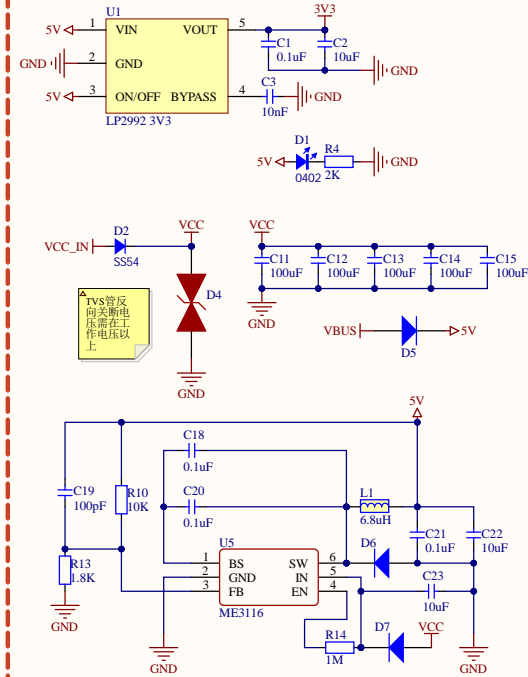 U1
3V3
5V
1
VIN
VOUT
5
C1
0.1uF
C2
10uF
GND
2
GND
GND
5V
3
ON/OFF
BYPASS
4
C3
10nF
GND
LP2992 3V3
D1
R4
5V
GND
0402
2K
VCC
D2
VCC_IN
SS54
D4
GND
TVS管反
向关断电
压需在工
作电压以
上
VCC
C11
100uF
C12
100uF
C13
100uF
C14
100uF
C15
100uF
GND
VBUS
5V
D5
5V
C18
0.1uF
C19
100pF
R10
10K
C20
0.1uF
L1
6.8uH
C21
0.1uF
C22
10uF
R13
1.8K
GND
U5
1
BS
SW
6
2
GND
IN
5
3
FB
EN
4
ME3116
D6
C23
10uF
R14
1M
D7
VCC
GND
GND